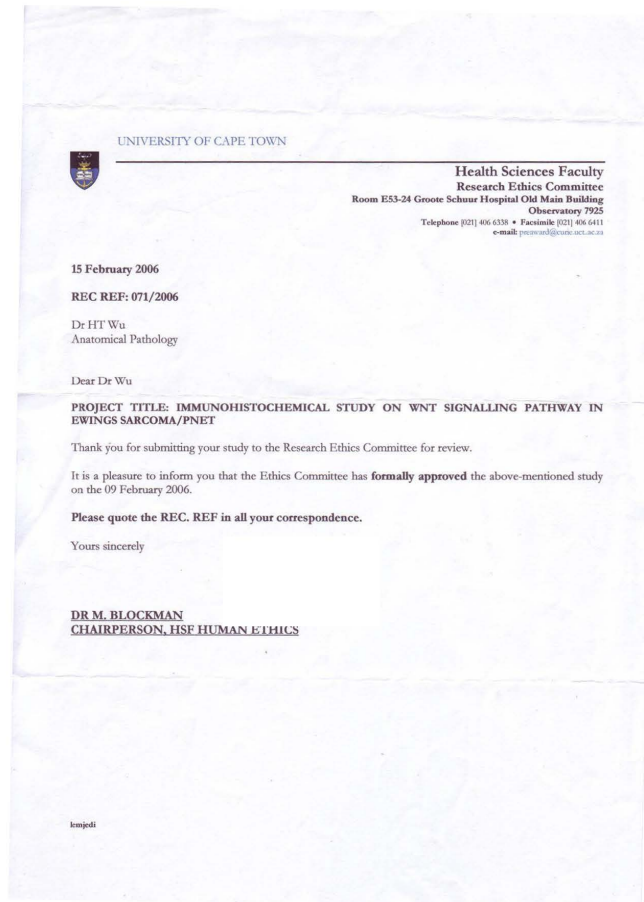 UNIVERSITY OF CAPE TOWN
Health Sciences Faculty
Research Ethics Committee
Room E53-24 Groote Schuur Hospital Old Main Building
Observatory 7925
Telephone [021] 406 6338 • Facsimile [021] 406 6411
e-mail:
15 February 2006
REC REF: 071/2006
Dr HT Wu
Anatomical Pathology
Dear Dr Wu
PROJECT TITLE: IMMUNOHISTOCHEMICAL STUDY ON WNT SIGNALLING PATHWAY IN
EWINGS SARCOMA/PNET
Thank you for submitting your study to the Research Ethics Committee for review.
It is a pleasure to inform you that the Ethics Committee has formally approved the above-mentioned study
on the 09 February 2006.
Please quote the REC. REF in all your correspondence.
Yours sincerely
DR M. BLOCKMAN
CHAIRPERSON, HSF HUMAN ETHICS
lemjedi